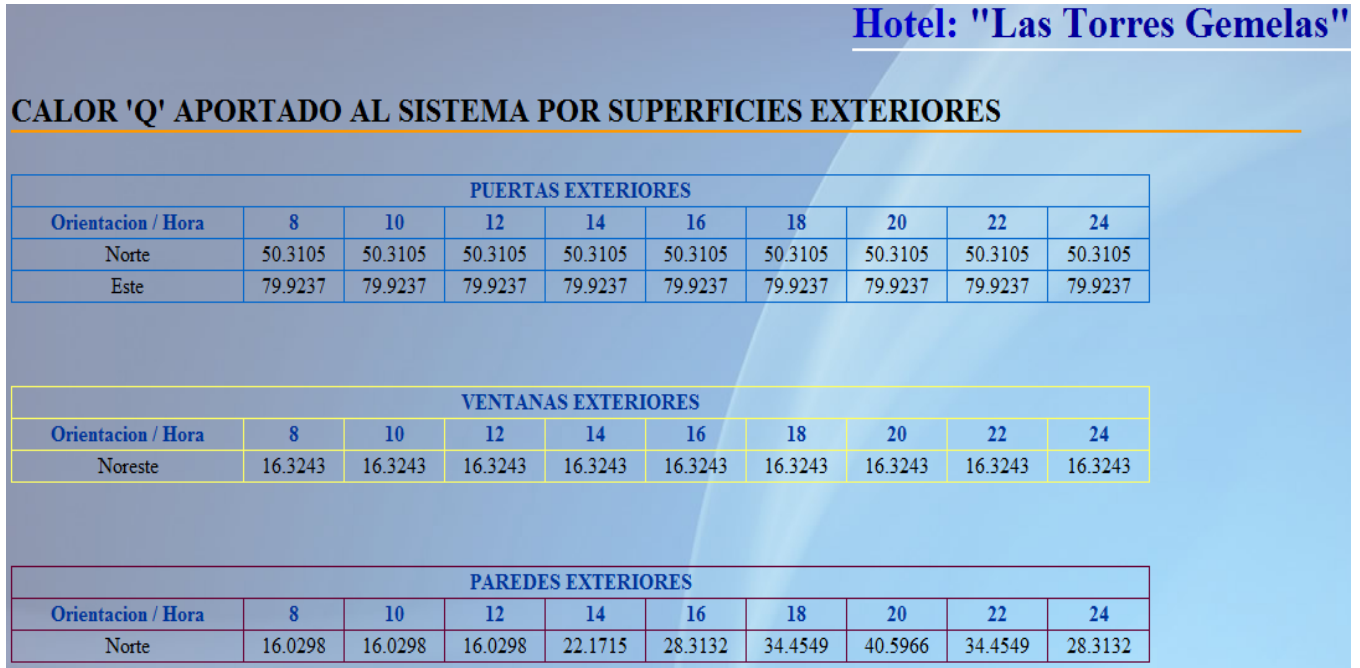 Hotel: "Las Torres Gemelas"
CALOR 'Q' APORTADO AL SISTEMA POR SUPERFICIES EXTERIORES
PUERTAS EXTERIORES
Orientacion / Hora 8 10 12 14 16 18 20 22 24
Norte 50.3105 50.3105 50.3105 50.3105 50.3105 50.3105 50.3105 50.3105 50.3105
Este 79.9237 79.9237 79.9237 79.9237 79.9237 79.9237 79.9237 79.9237 79.9237
VENTANAS EXTERIORES
Orientacion / Hora 8 10 12 14 16 18 20 22 24
Noreste 16.3243 16.3243 16.3243 16.3243 16.3243 16.3243 16.3243 16.3243 16.3243
PAREDES EXTERIORES
Orientacion / Hora 8 10 12 14 16 18 20 22 24
Norte 16.0298 16.0298 16.0298 22.1715 28.3132 34.4549 40.5966 34.4549 28.3132